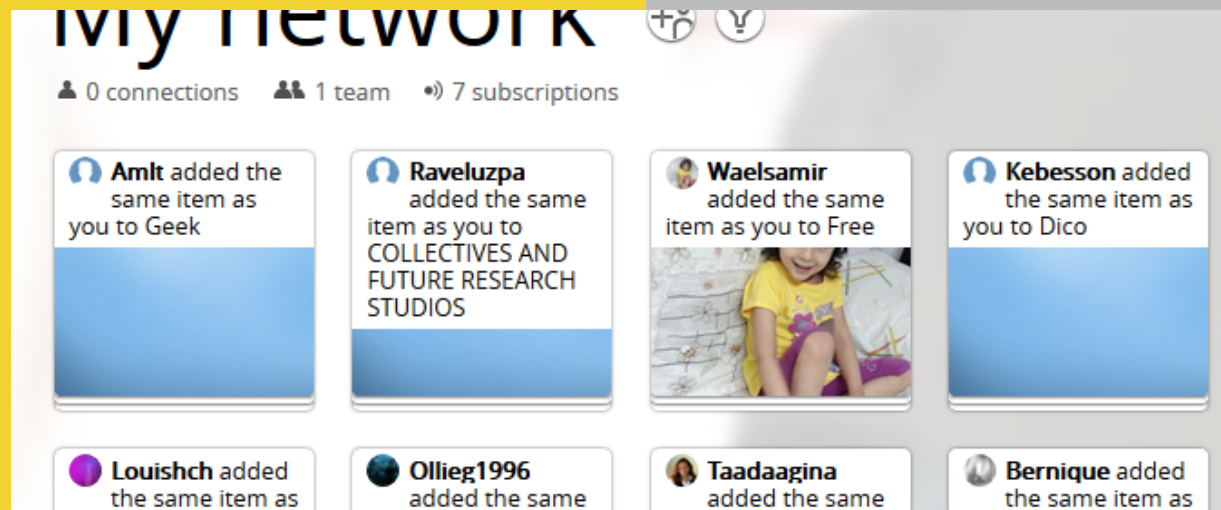 My network
0 connections 1 team 7 subscriptions
Amlt added the
same item as
you to Geek
Raveluzpa
added the same
item as you to
COLLECTIVES AND
FUTURE RESEARCH
STUDIOS
Waelsamir
added the same
item as you to Free
Kebesson added
the same item as
you to Dico
Louishch added
the same item as
Ollieg1996
added the same
Taadaagina
added the same
Bernique added
the same item as